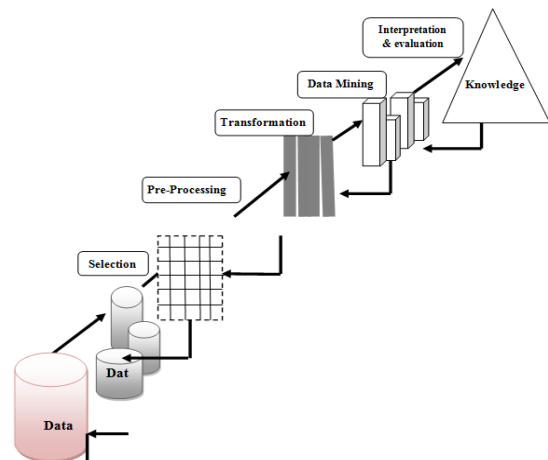 Interpretation
& evaluation
Knowledge
Data Mining
Transformation
Pre-Processing
Selection
Dat
Data